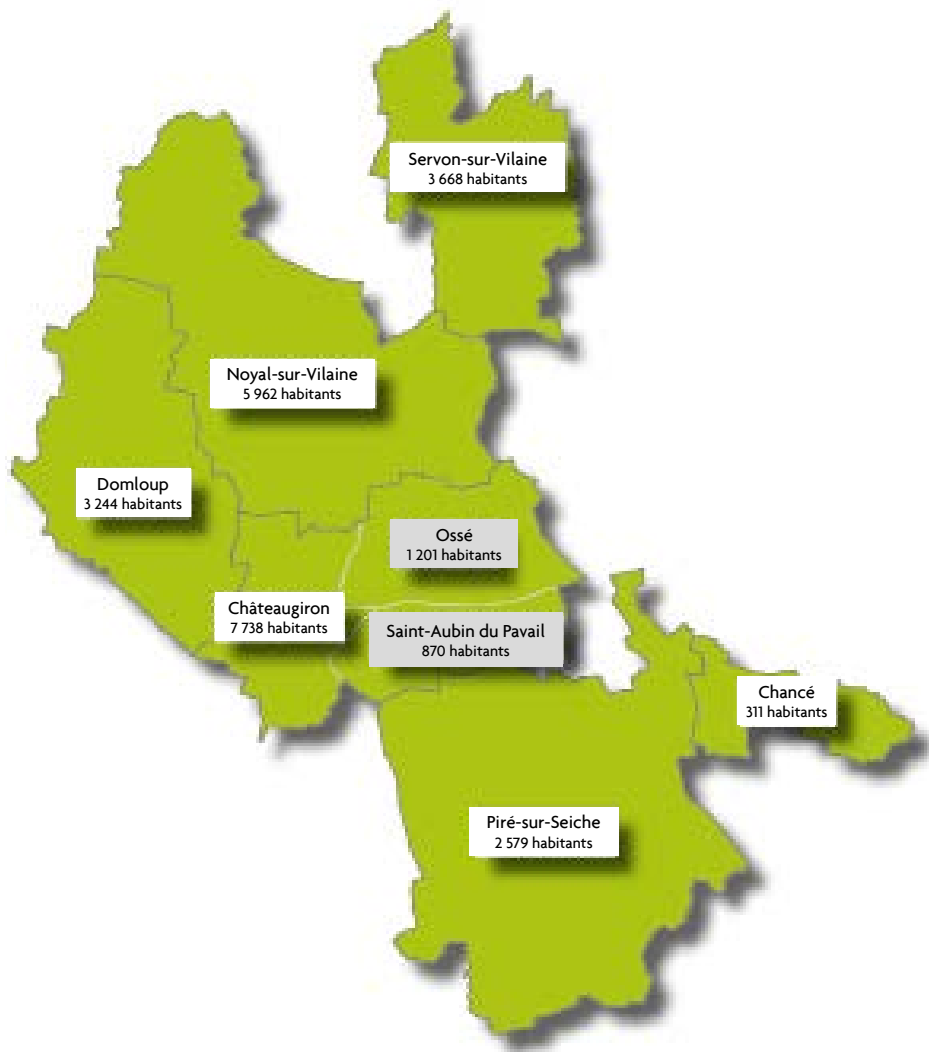 Servon-sur-Vilaine
3 668 habitants
Noyal-sur-Vilaine
5 962 habitants
Domloup
3 244 habitants
Ossé
1 201 habitants
Châteaugiron
7 738 habitants
Saint-Aubin du Pavail
870 habitants
Chancé
311 habitants
Piré-sur-Seiche
2 579 habitants